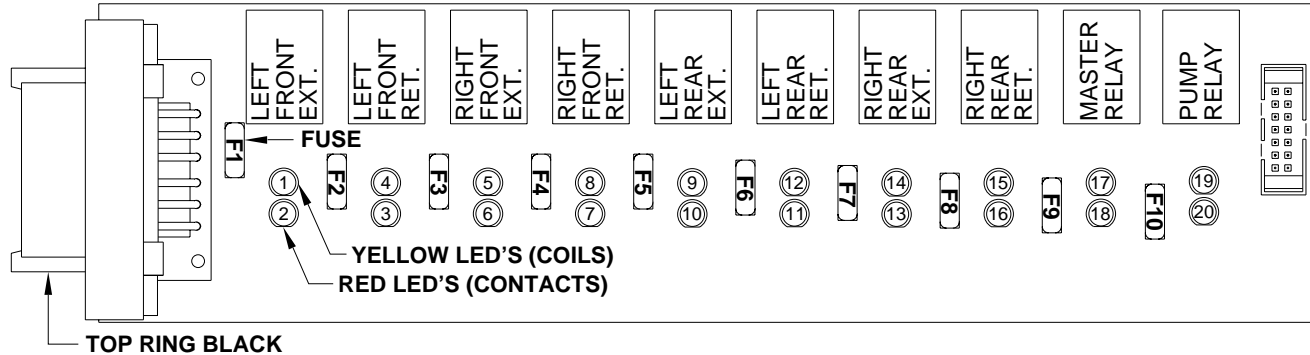 LEFT
FRONT
EXT.
LEFT
FRONT
RET.
RIGHT
FRONT
EXT.
RIGHT
FRONT
RET.
LEFT
REAR
EXT.
LEFT
REAR
RET.
RIGHT
REAR
EXT.
RIGHT
REAR
RET.
MASTER
RELAY
PUMP
RELAY
F1
FUSE
F2
F3
F4
F5
F6
F7
F8
F9
F10
1
4
5
8
9
12
14
15
17
19
2
3
6
7
10
11
13
16
18
20
YELLOW LED'S (COILS)
RED LED'S (CONTACTS)
TOP RING BLACK